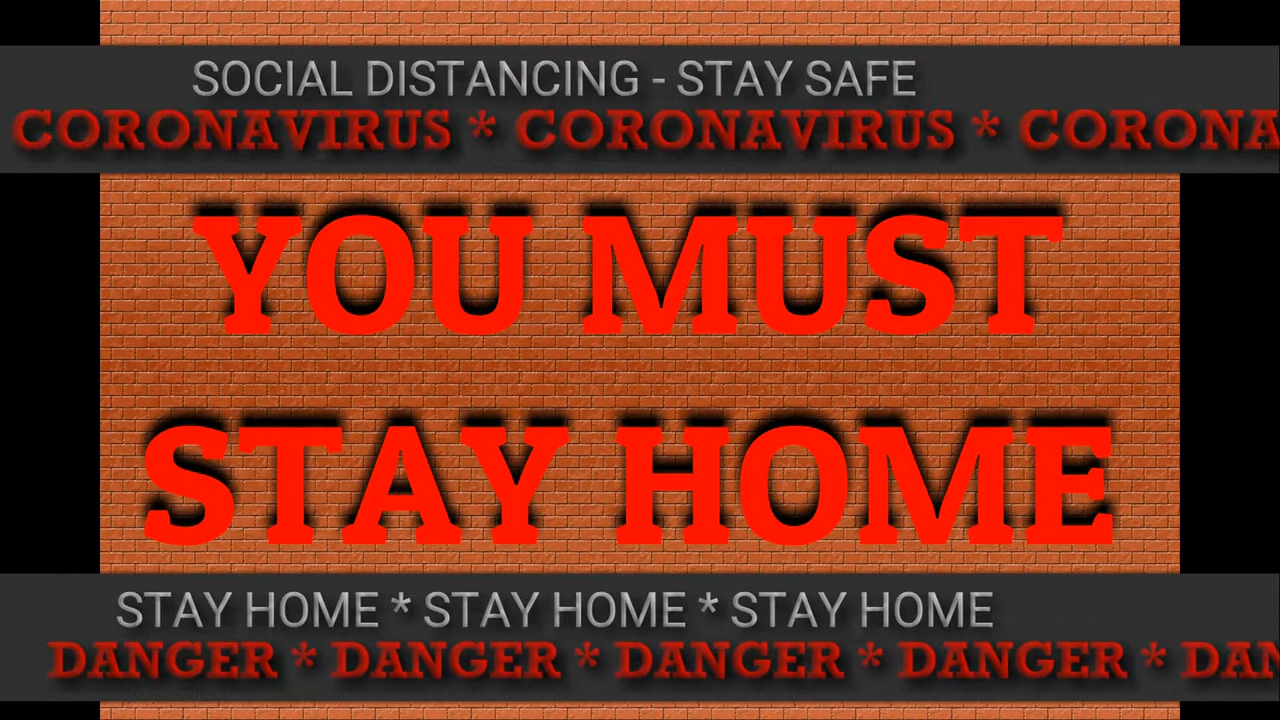 SOCIAL DISTANCING - STAY SAFE
CORONAVIRUS * CORONAVIRUS * CORONA
YOU MUST
STAY HOME
STAY HOME * STAY HOME * STAY HOME
DANGER * DANGER * DANGER * DANGER * DAN